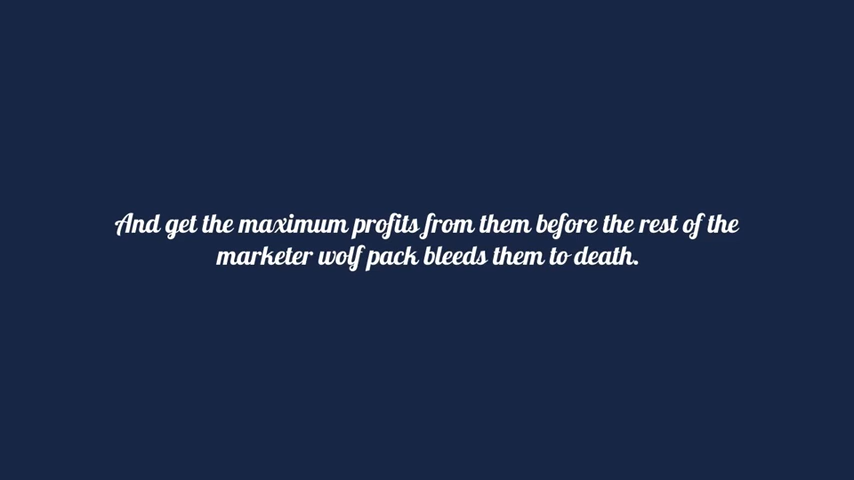 And get the maximum profits from them before the rest of the
marketer wolf pack bleeds them to death.